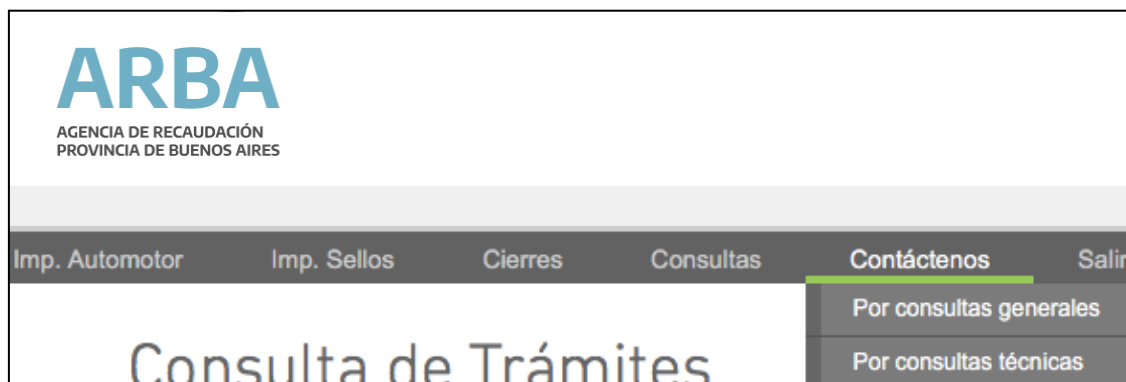 ARBA
AGENCIA DE RECAUDACIÓN
PROVINCIA DE BUENOS AIRES
Imp. Automotor Imp. Sellos Cierres Consultas Contáctenos Salir
Por consultas generales
Por consultas técnicas
Consulta de Trámites